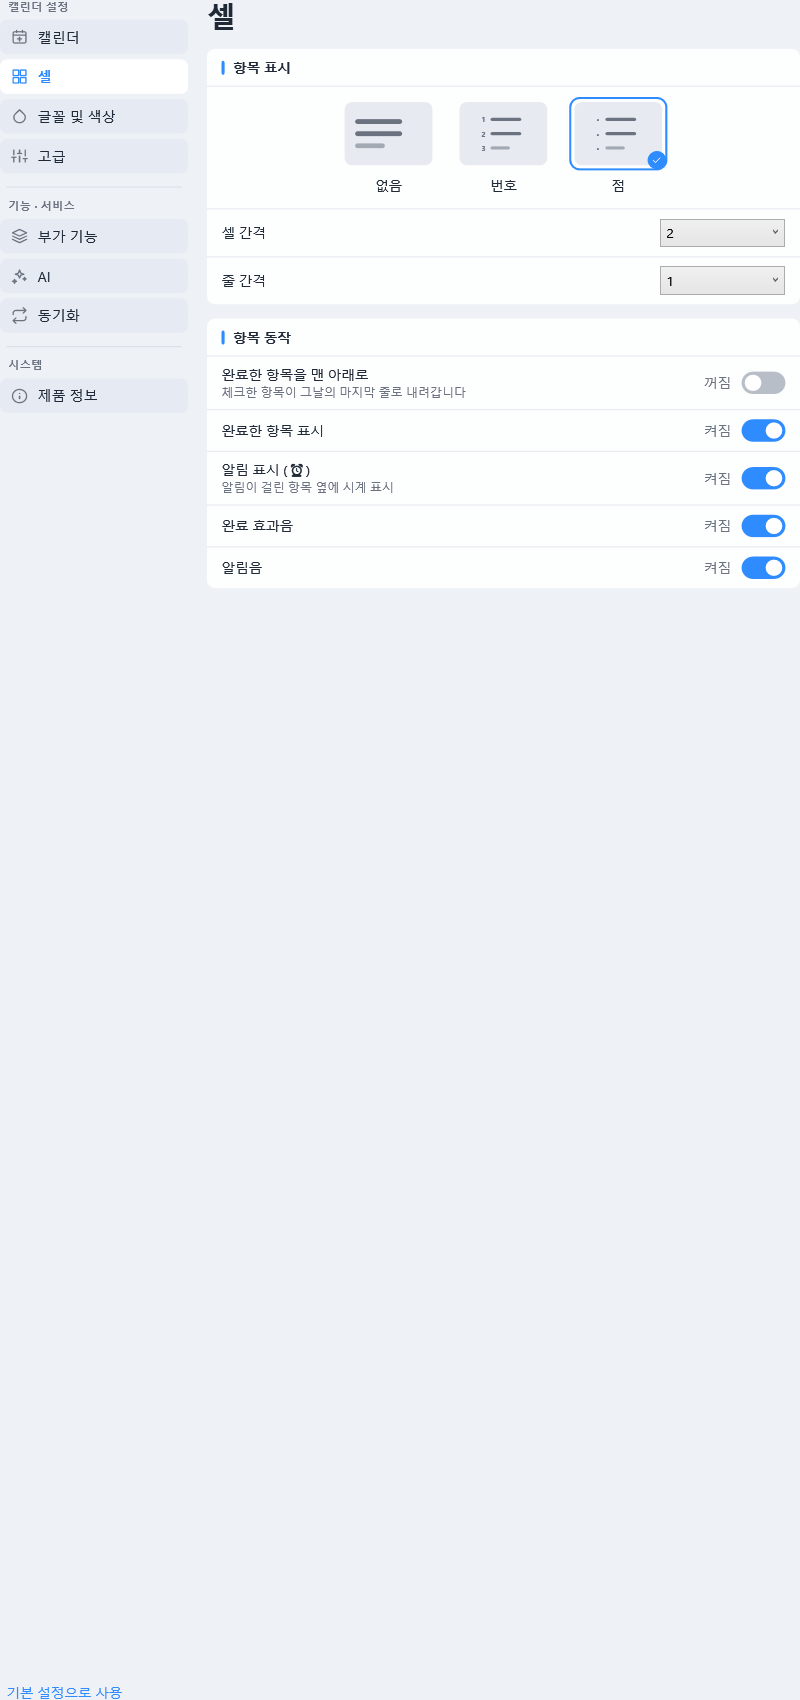 캘린더 설정
캘린더
셀
글꼴 및 색상
고급
기능 · 서비스
부가 기능
AI
동기화
시스템
제품 정보
기본 설정으로 사용
셀
항목 표시
1
2
3
없음
번호
점
셀 간격
2
줄 간격
1
항목 동작
완료한 항목을 맨 아래로
체크한 항목이 그날의 마지막 줄로 내려갑니다
꺼짐
완료한 항목 표시
켜짐
알림 표시 (⏰)
알림이 걸린 항목 옆에 시계 표시
켜짐
완료 효과음
켜짐
알림음
켜짐